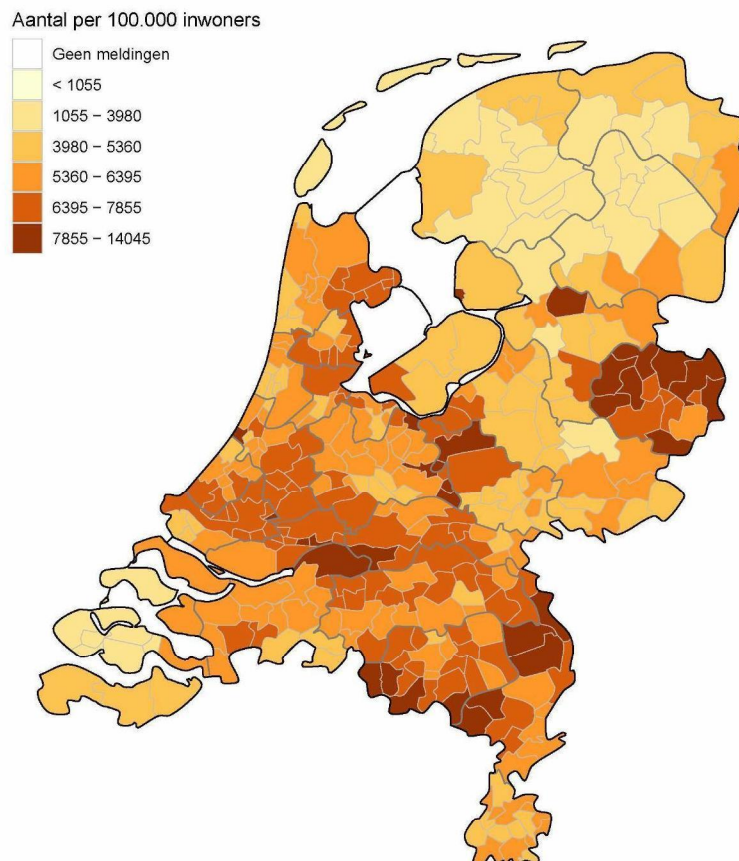 Aantal per 100.000 inwoners
Geen meldingen
< 1055
1055 – 3980
3980 – 5360
5360 – 6395
6395 – 7855
7855 – 14045